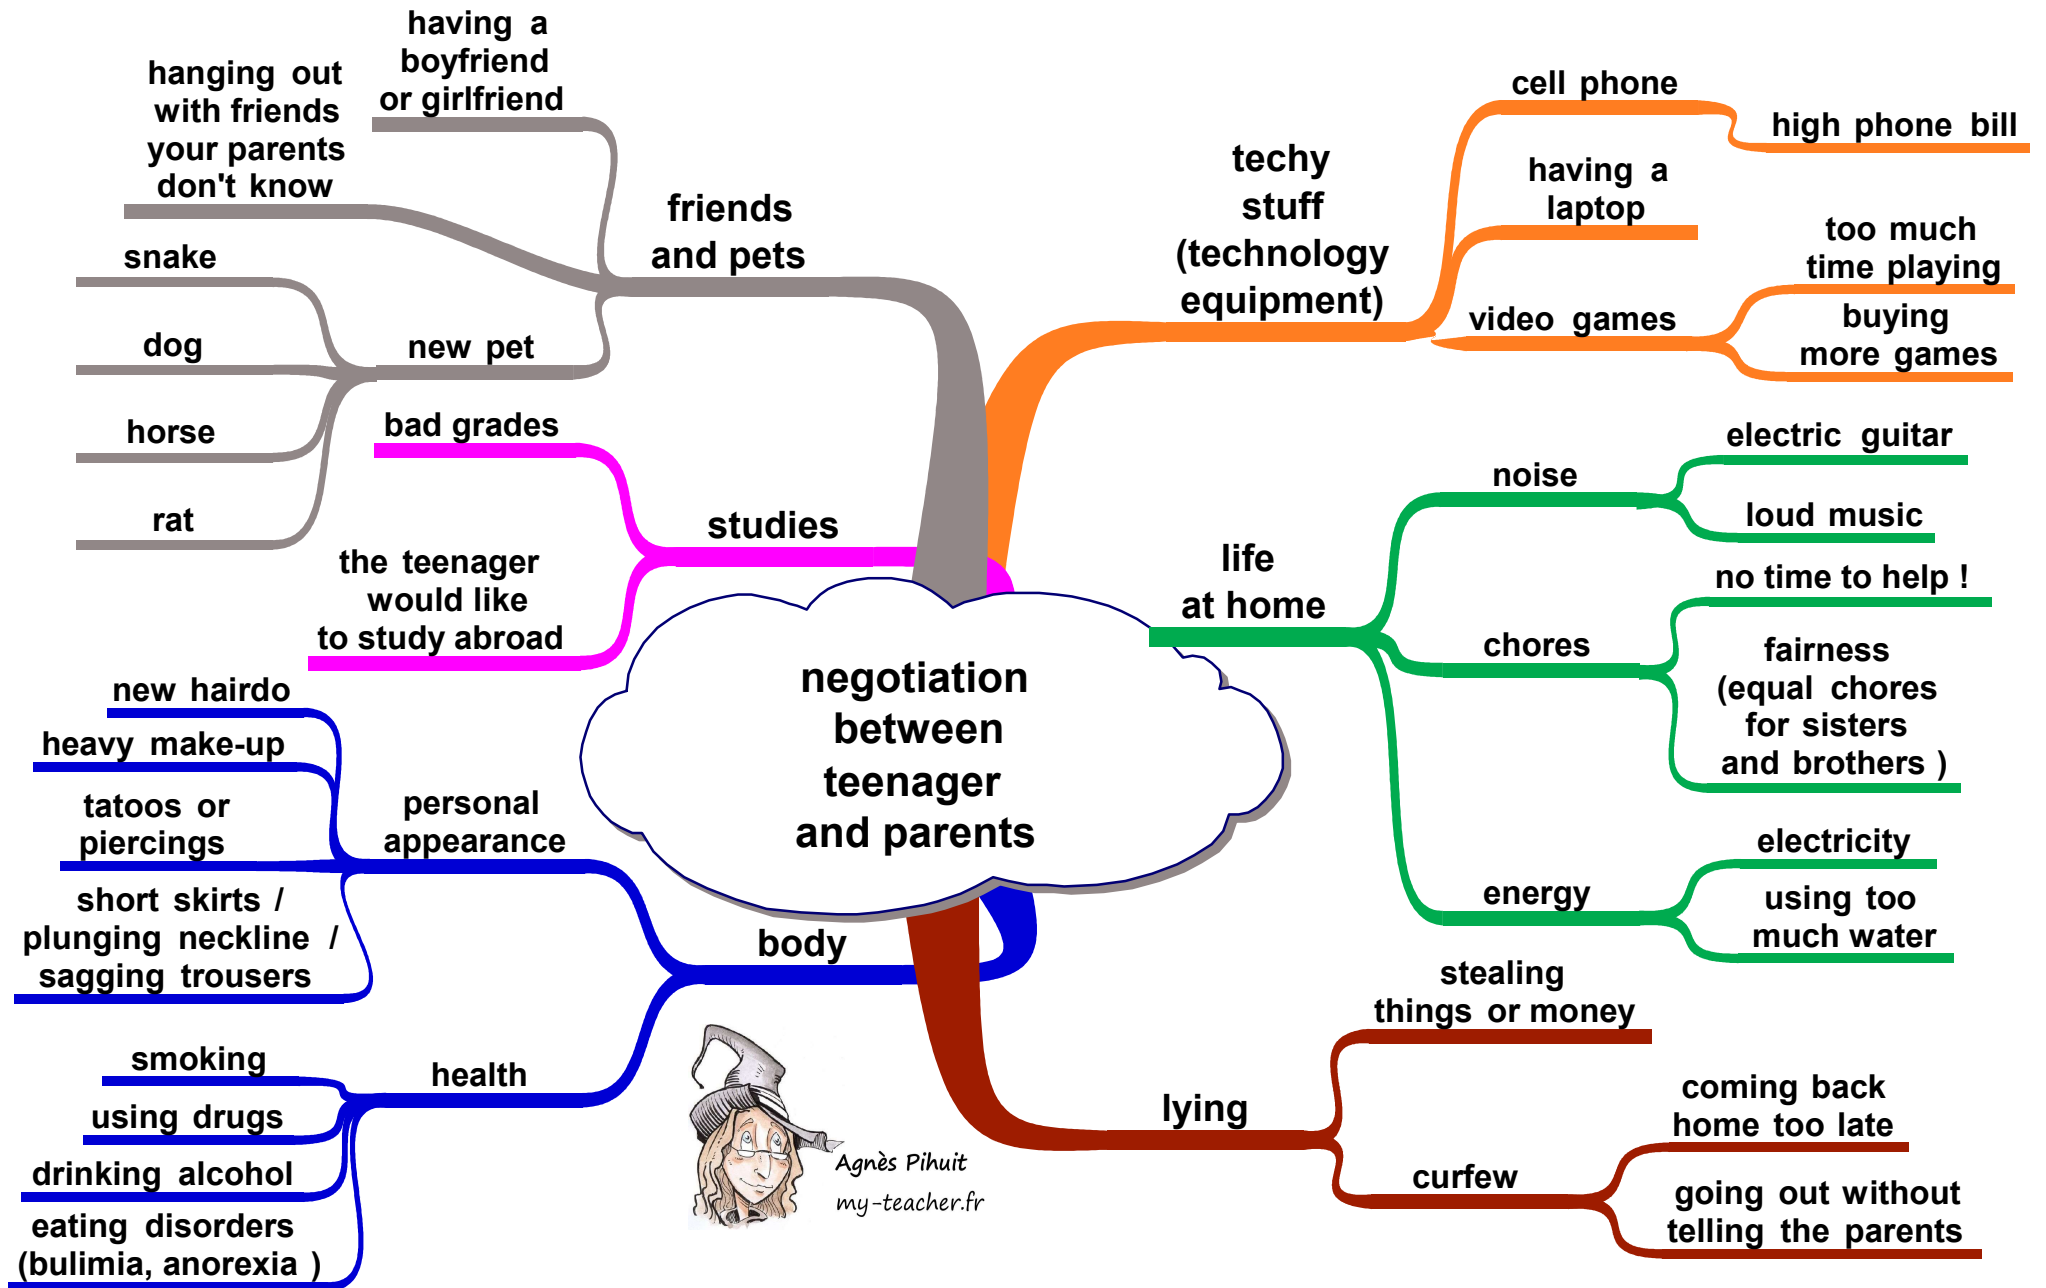 negotiation
between
teenager
and parents
friends
and pets
having a
boyfriend
or girlfriend
hanging out
with friends
your parents
don't know
new pet
snake
dog
horse
rat
studies
bad grades
the teenager
would like
to study abroad
body
personal
appearance
new hairdo
heavy make-up
tatoos or
piercings
short skirts /
plunging neckline /
sagging trousers
health
smoking
using drugs
drinking alcohol
eating disorders
(bulimia, anorexia )
techy
stuff
(technology
equipment)
cell phone
high phone bill
having a
laptop
video games
too much
time playing
buying
more games
life
at home
noise
electric guitar
loud music
chores
no time to help !
fairness
(equal chores
for sisters
and brothers )
energy
electricity
using too
much water
lying
stealing
things or money
curfew
coming back
home too late
going out without
telling the parents
Agnès Pihuit
my-teacher.fr